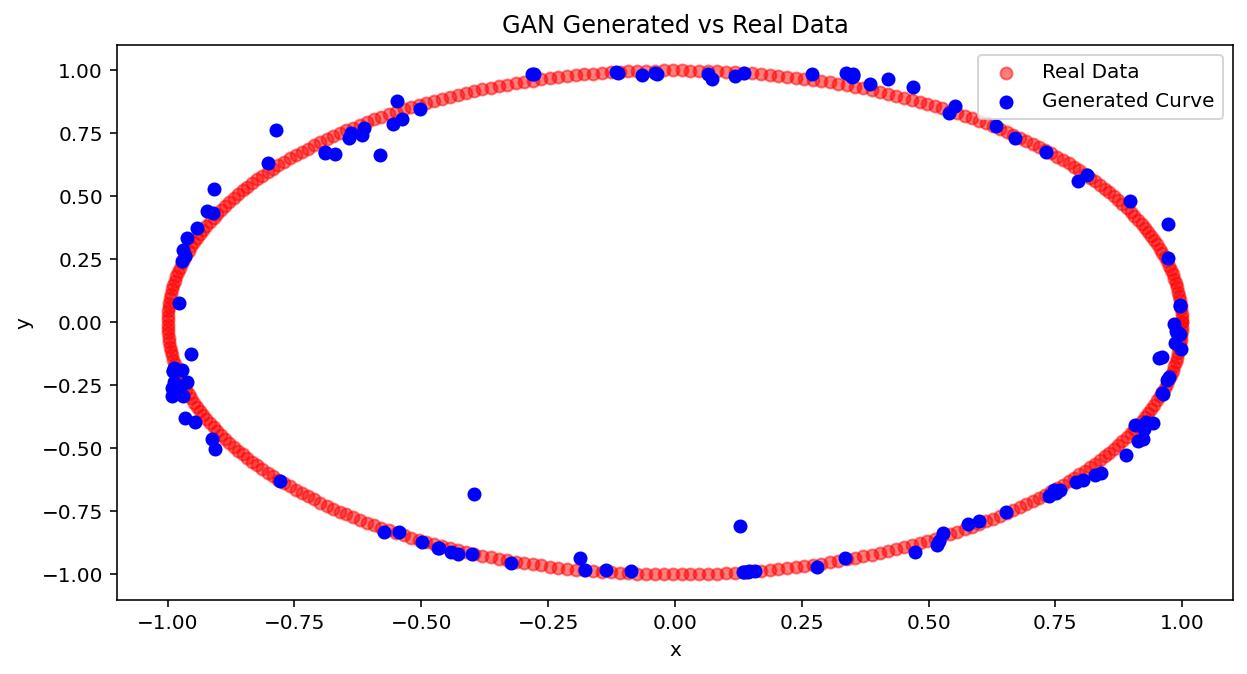 GAN Generated vs Real Data
Real Data
Generated Curve
1.00
0.75
0.50
0.25
0.00
−0.25
−0.50
−0.75
−1.00
y
−1.00 −0.75 −0.50 −0.25 0.00 0.25 0.50 0.75 1.00
x